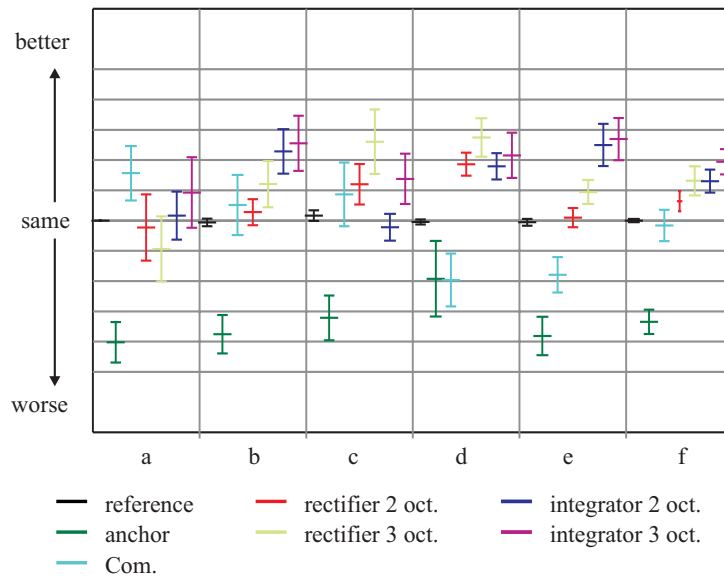 better
same
worse
a b c d e f
reference rectifier 2 oct. integrator 2 oct.
anchor rectifier 3 oct. integrator 3 oct.
Com.